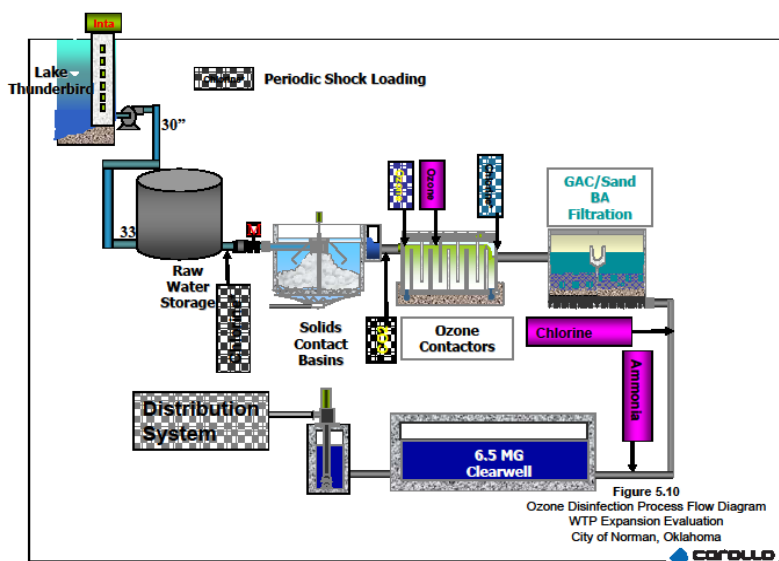 Inta
Lake
Thunderbird
30”
33
Periodic Shock Loading
Raw
Water
Storage
Solids
Contact
Basins
Ozone
Ozone
Contactors
GAC/Sand
BA
Filtration
Chlorine
Ammonia
Distribution
System
6.5 MG
Clearwell
Figure 5.10
Ozone Disinfection Process Flow Diagram
WTP Expansion Evaluation
City of Norman, Oklahoma
carollo